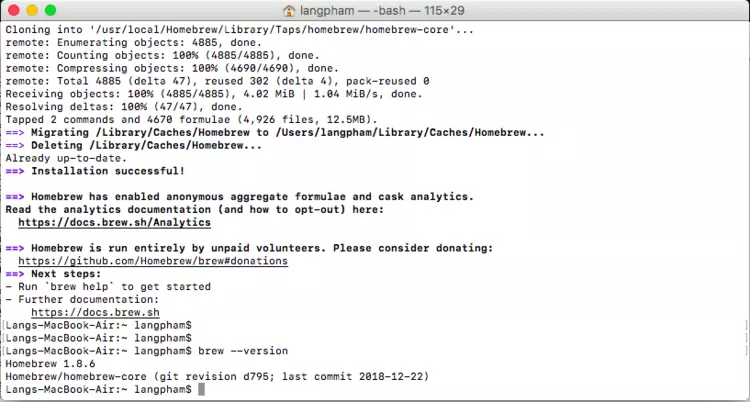 langpham — -bash — 115×29
Cloning into '/usr/local/Homebrew/Library/Taps/homebrew/homebrew-core'...
remote: Enumerating objects: 4885, done.
remote: Counting objects: 100% (4885/4885), done.
remote: Compressing objects: 100% (4690/4690), done.
remote: Total 4885 (delta 47), reused 302 (delta 4), pack-reused 0
Receiving objects: 100% (4885/4885), 4.02 MiB | 1.04 MiB/s, done.
Resolving deltas: 100% (47/47), done.
Tapped 2 commands and 4670 formulae (4,926 files, 12.5MB).
==> Migrating /Library/Caches/Homebrew to /Users/langpham/Library/Caches/Homebrew...
==> Deleting /Library/Caches/Homebrew...
Already up-to-date.
==> Installation successful!
==> Homebrew has enabled anonymous aggregate formulae and cask analytics.
Read the analytics documentation (and how to opt-out) here:
https://docs.brew.sh/Analytics
==> Homebrew is run entirely by unpaid volunteers. Please consider donating:
https://github.com/Homebrew/brew#donations
==> Next steps:
- Run `brew help` to get started
- Further documentation:
https://docs.brew.sh
[Langs-MacBook-Air:~ langpham$ ]
[Langs-MacBook-Air:~ langpham$ ]
[Langs-MacBook-Air:~ langpham$ brew --version ]
Homebrew 1.8.6
Homebrew/homebrew-core (git revision d795; last commit 2018-12-22)
Langs-MacBook-Air:~ langpham$